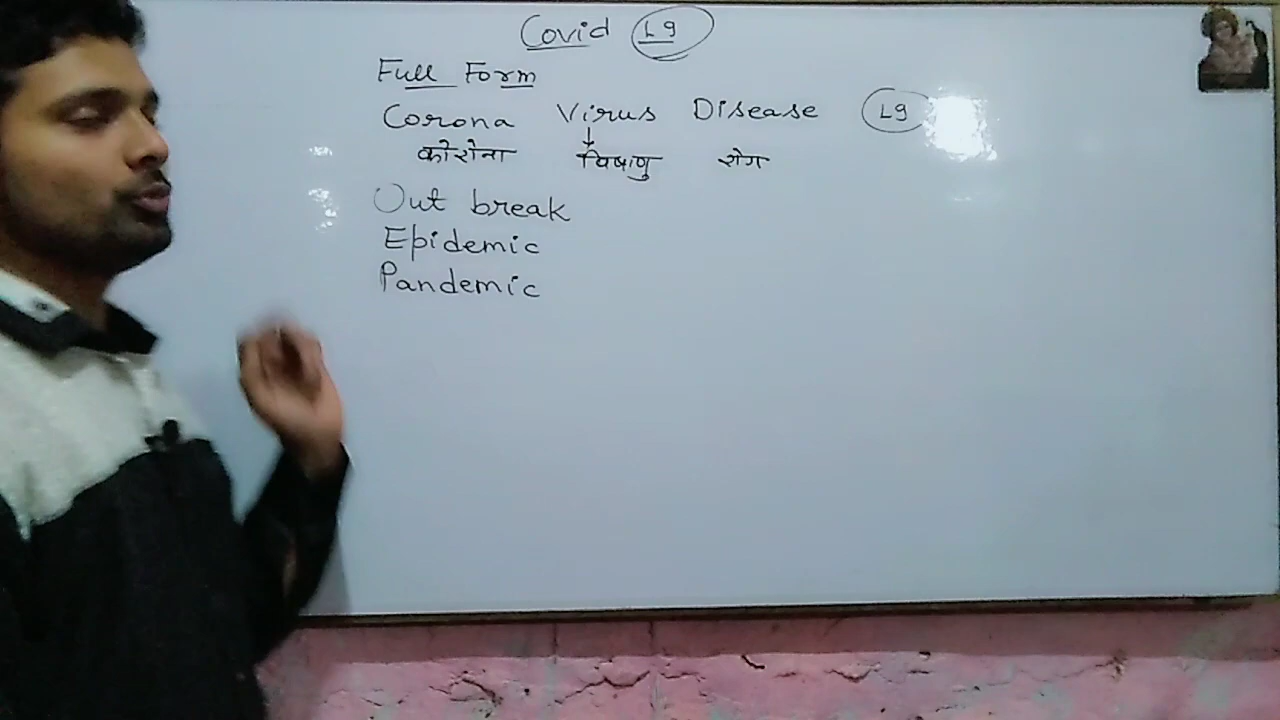 Covid 19
Full Form
Corona Virus Disease 19
कोरोना विषाणु रोग
Out break
Epidemic
Pandemic